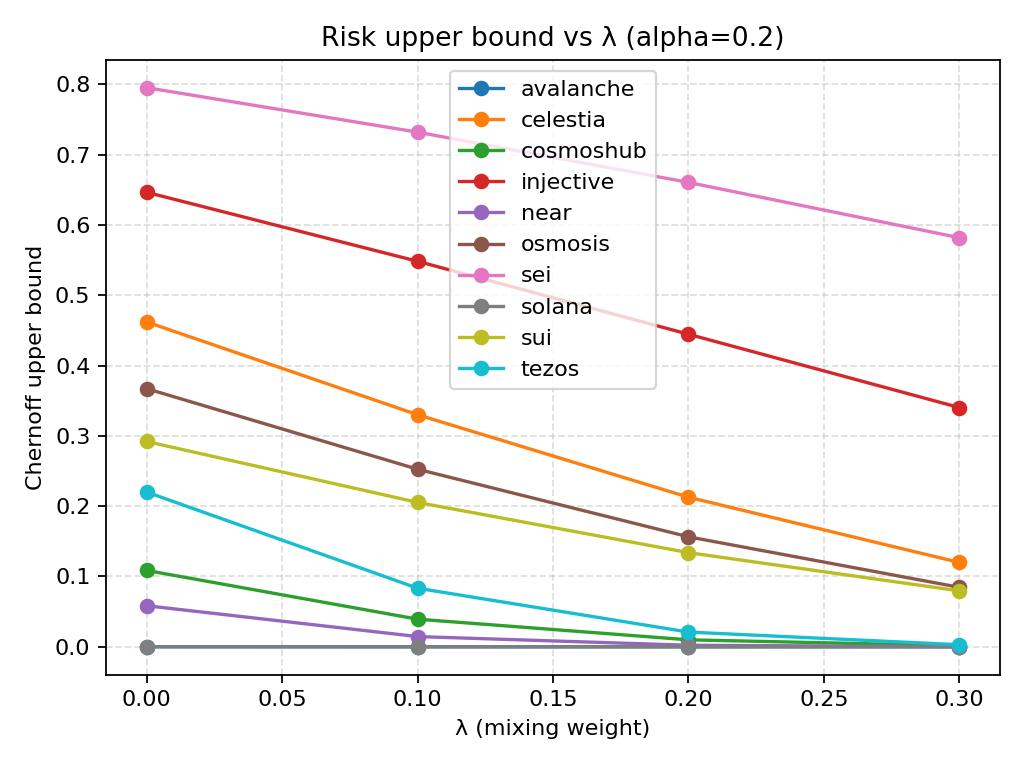 Risk upper bound vs λ (alpha=0.2)
Chernoff upper bound
0.8
0.7
0.6
0.5
0.4
0.3
0.2
0.1
0.0
avalanche
celestia
cosmoshub
injective
near
osmosis
sei
solana
sui
tezos
0.00 0.05 0.10 0.15 0.20 0.25 0.30
λ (mixing weight)